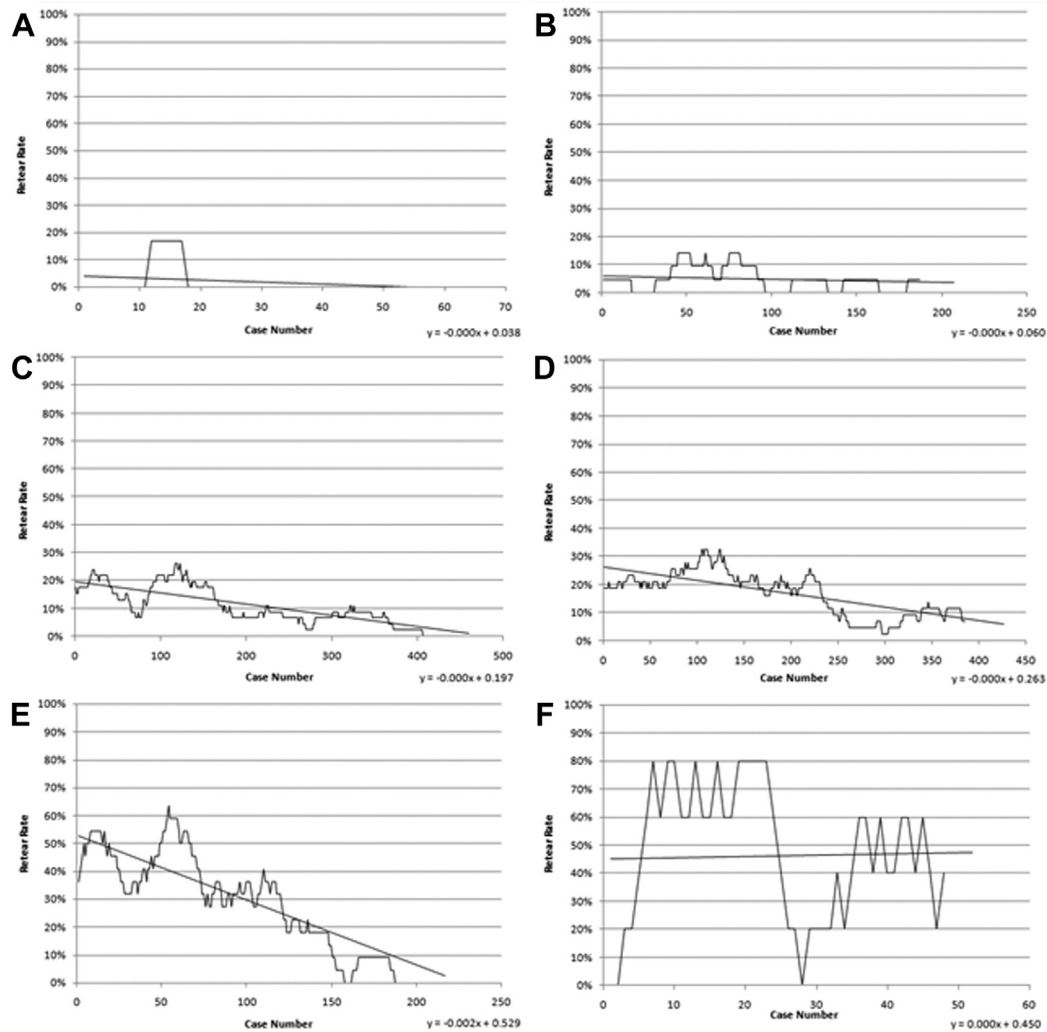 A
100%
90%
80%
70%
60%
50%
40%
30%
20%
10%
0%
Retear Rate
0 10 20 30 40 50 60 70
Case Number
y = -0.000x + 0.038
B
100%
90%
80%
70%
60%
50%
40%
30%
20%
10%
0%
Retear Rate
0 50 100 150 200 250
Case Number
y = -0.000x + 0.060
C
100%
90%
80%
70%
60%
50%
40%
30%
20%
10%
0%
Retear Rate
0 100 200 300 400 500
Case Number
y = -0.000x + 0.197
D
100%
90%
80%
70%
60%
50%
40%
30%
20%
10%
0%
Retear Rate
0 50 100 150 200 250 300 350 400 450
Case Number
y = -0.000x + 0.263
E
100%
90%
80%
70%
60%
50%
40%
30%
20%
10%
0%
Retear Rate
0 50 100 150 200 250
Case Number
y = -0.002x + 0.529
F
100%
90%
80%
70%
60%
50%
40%
30%
20%
10%
0%
Retear Rate
0 10 20 30 40 50 60
Case Number
y = 0.000x + 0.450